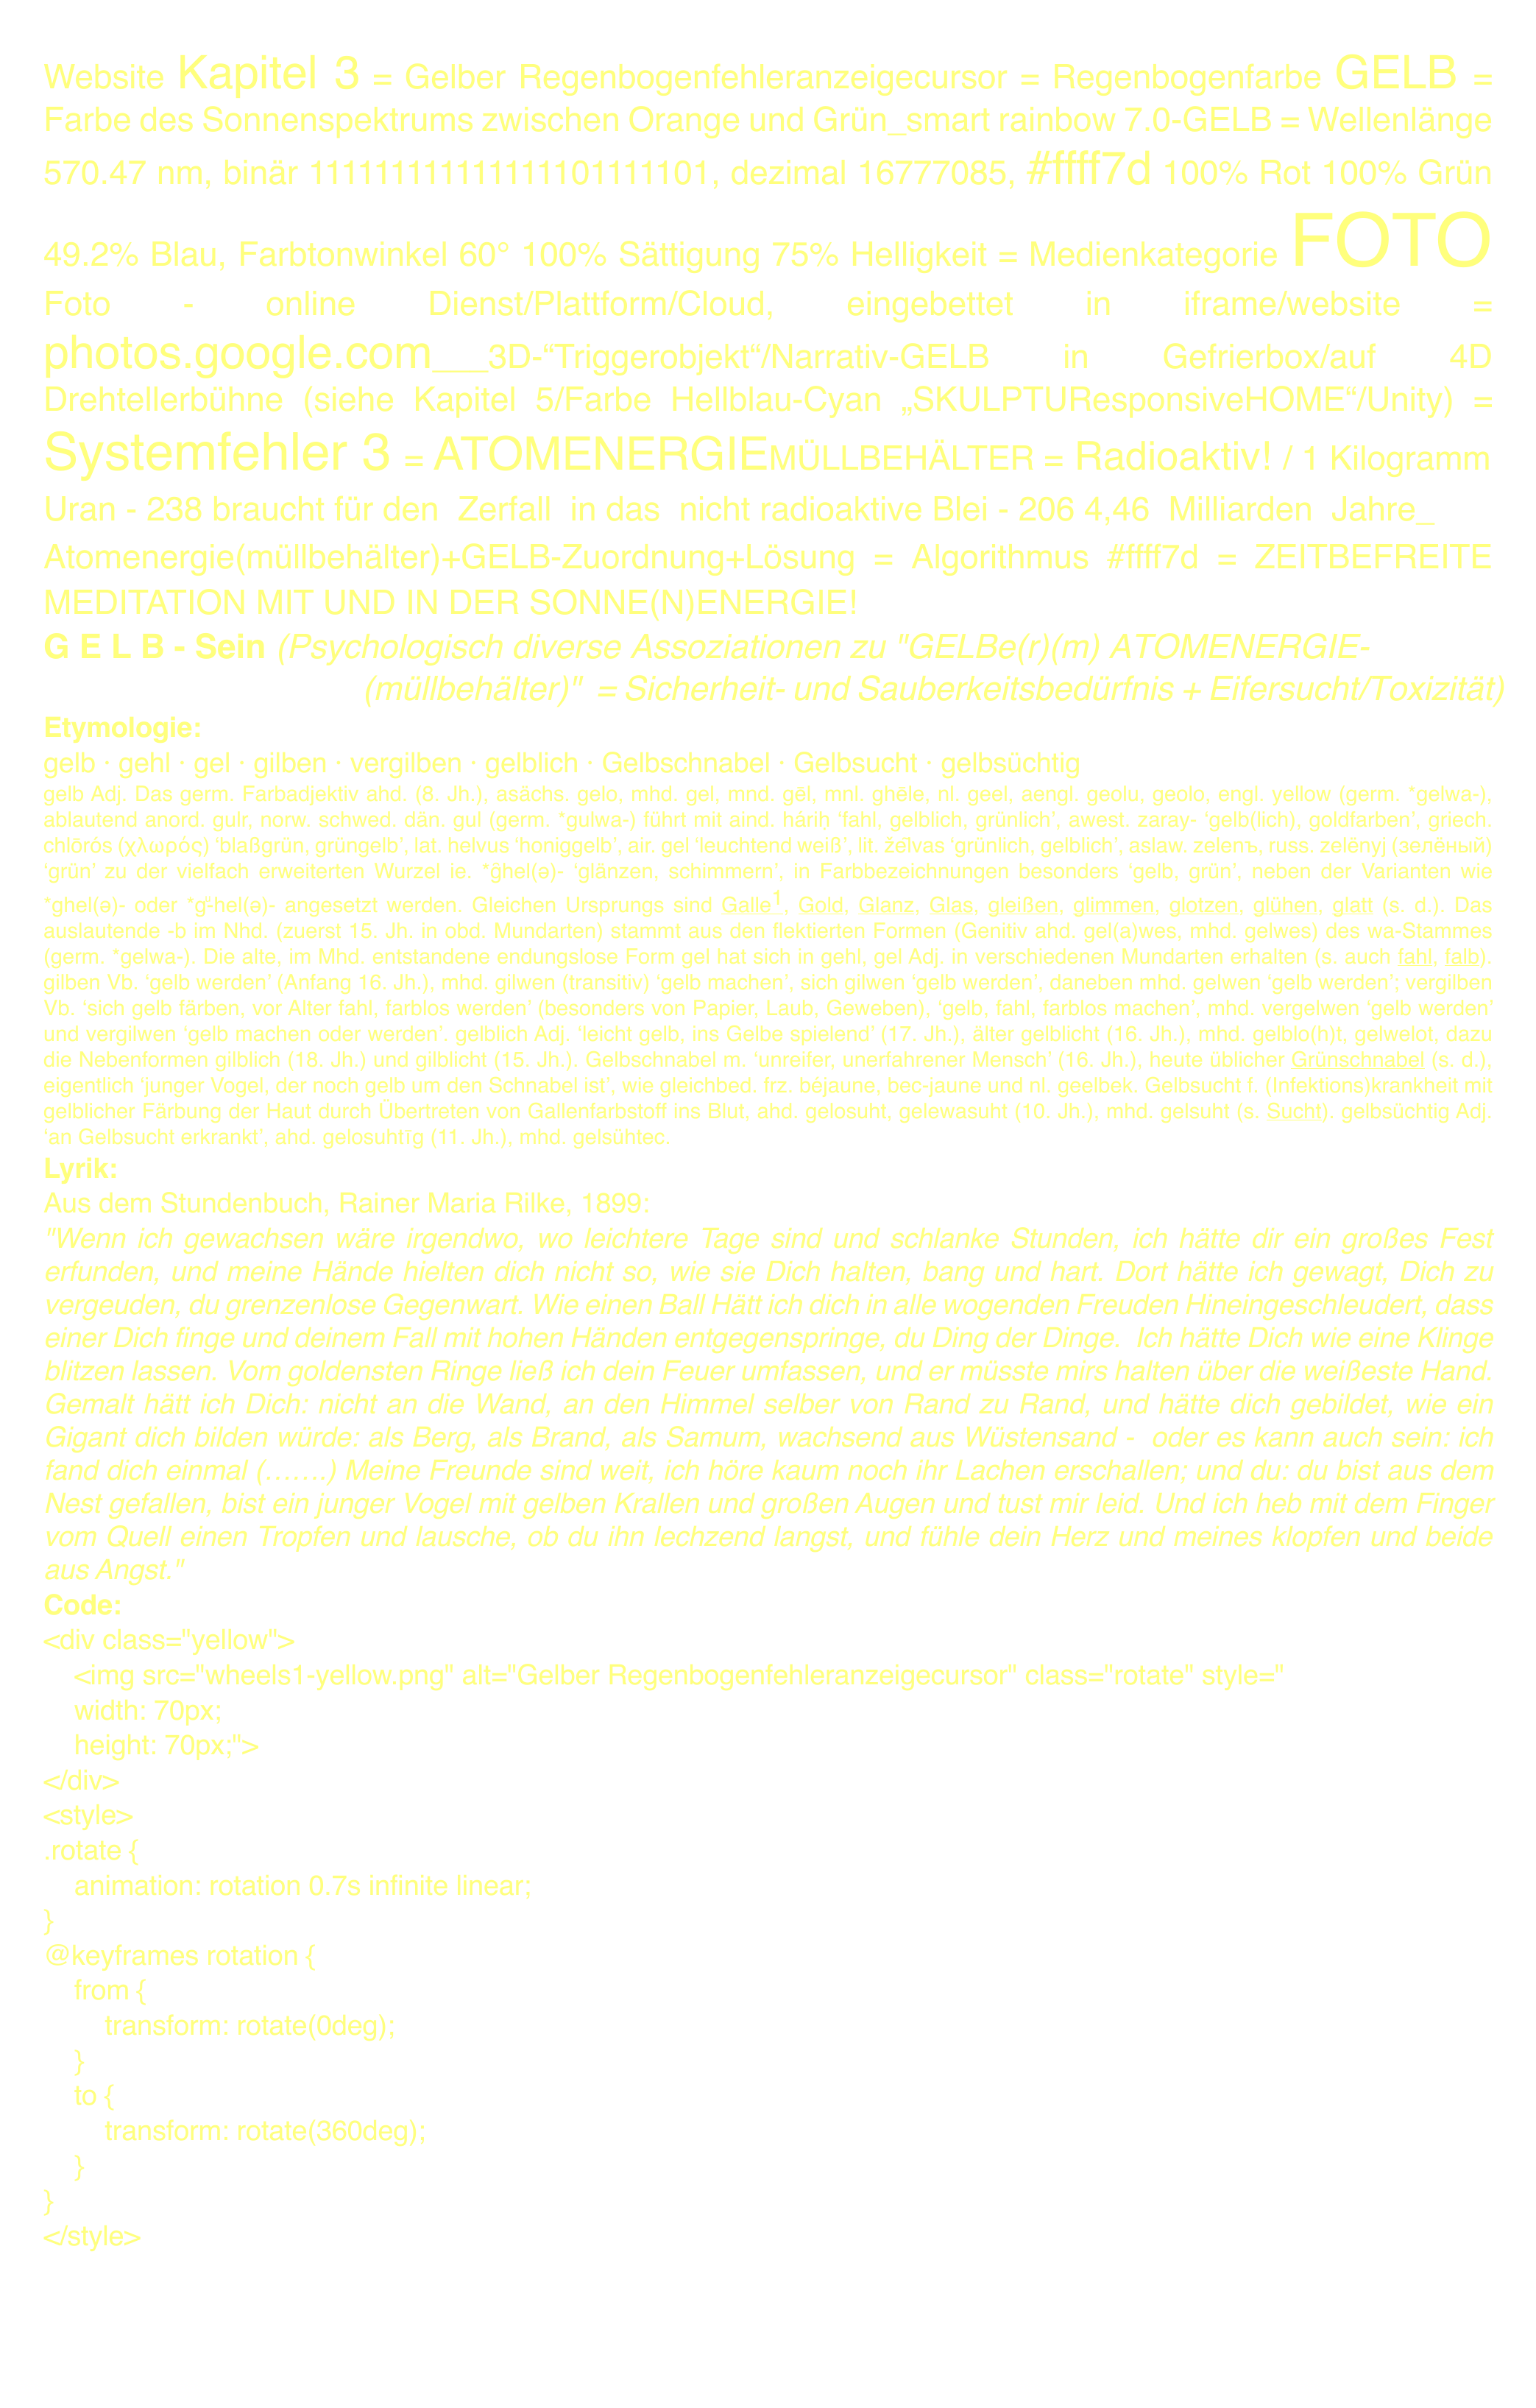 Website Kapitel 3 = Gelber Regenbogenfehleranzeigecursor = Regenbogenfarbe GELB =
Farbe des Sonnenspektrums zwischen Orange und Grün_smart rainbow 7.0-GELB = Wellenlänge
570.47 nm, binär 111111111111111101111101, dezimal 16777085, #ffff7d 100% Rot 100% Grün
49.2% Blau, Farbtonwinkel 60° 100% Sättigung 75% Helligkeit = Medienkategorie FOTO
Foto - online Dienst/Plattform/Cloud, eingebettet in iframe/website =
photos.google.com___3D-“Triggerobjekt“/Narrativ-GELB in Gefrierbox/auf 4D
Drehtellerbühne (siehe Kapitel 5/Farbe Hellblau-Cyan „SKULPTUResponsiveHOME“/Unity) =
Systemfehler 3 = ATOMENERGIEMÜLLBEHÄLTER = Radioaktiv! / 1 Kilogramm
Uran - 238 braucht für den Zerfall in das nicht radioaktive Blei - 206 4,46 Milliarden Jahre_
Atomenergie(müllbehälter)+GELB-Zuordnung+Lösung = Algorithmus #ffff7d = ZEITBEFREITE
MEDITATION MIT UND IN DER SONNE(N)ENERGIE!
G E L B - Sein (Psychologisch diverse Assoziationen zu "GELBe(r)(m) ATOMENERGIE-
(müllbehälter)" = Sicherheit- und Sauberkeitsbedürfnis + Eifersucht/Toxizität)
Etymologie:
gelb · gehl · gel · gilben · vergilben · gelblich · Gelbschnabel · Gelbsucht · gelbsüchtig
gelb Adj. Das germ. Farbadjektiv ahd. (8. Jh.), asächs. gelo, mhd. gel, mnd. gēl, mnl. ghēle, nl. geel, aengl. geolu, geolo, engl. yellow (germ. *gelwa-),
ablautend anord. gulr, norw. schwed. dän. gul (germ. *gulwa-) führt mit aind. háriḥ ‘fahl, gelblich, grünlich’, awest. zaray- ‘gelb(lich), goldfarben’, griech.
chlōrós (χλωρός) ‘blaßgrün, grüngelb’, lat. helvus ‘honiggelb’, air. gel ‘leuchtend weiß’, lit. žel̃vas ‘grünlich, gelblich’, aslaw. zelenъ, russ. zelënyj (зелёный)
‘grün’ zu der vielfach erweiterten Wurzel ie. *ĝhel(ə)- ‘glänzen, schimmern’, in Farbbezeichnungen besonders ‘gelb, grün’, neben der Varianten wie
*ghel(ə)- oder *gᵘ̯hel(ə)- angesetzt werden. Gleichen Ursprungs sind Galle¹, Gold, Glanz, Glas, gleißen, glimmen, glotzen, glühen, glatt (s. d.). Das
auslautende -b im Nhd. (zuerst 15. Jh. in obd. Mundarten) stammt aus den flektierten Formen (Genitiv ahd. gel(a)wes, mhd. gelwes) des wa-Stammes
(germ. *gelwa-). Die alte, im Mhd. entstandene endungslose Form gel hat sich in gehl, gel Adj. in verschiedenen Mundarten erhalten (s. auch fahl, falb).
gilben Vb. ‘gelb werden’ (Anfang 16. Jh.), mhd. gilwen (transitiv) ‘gelb machen’, sich gilwen ‘gelb werden’, daneben mhd. gelwen ‘gelb werden’; vergilben
Vb. ‘sich gelb färben, vor Alter fahl, farblos werden’ (besonders von Papier, Laub, Geweben), ‘gelb, fahl, farblos machen’, mhd. vergelwen ‘gelb werden’
und vergilwen ‘gelb machen oder werden’. gelblich Adj. ‘leicht gelb, ins Gelbe spielend’ (17. Jh.), älter gelblicht (16. Jh.), mhd. gelblo(h)t, gelwelot, dazu
die Nebenformen gilblich (18. Jh.) und gilblicht (15. Jh.). Gelbschnabel m. ‘unreifer, unerfahrener Mensch’ (16. Jh.), heute üblicher Grünschnabel (s. d.),
eigentlich ‘junger Vogel, der noch gelb um den Schnabel ist’, wie gleichbed. frz. béjaune, bec-jaune und nl. geelbek. Gelbsucht f. (Infektions)krankheit mit
gelblicher Färbung der Haut durch Übertreten von Gallenfarbstoff ins Blut, ahd. gelosuht, gelewasuht (10. Jh.), mhd. gelsuht (s. Sucht). gelbsüchtig Adj.
‘an Gelbsucht erkrankt’, ahd. gelosuhtīg (11. Jh.), mhd. gelsühtec.
Lyrik:
Aus dem Stundenbuch, Rainer Maria Rilke, 1899:
"Wenn ich gewachsen wäre irgendwo, wo leichtere Tage sind und schlanke Stunden, ich hätte dir ein großes Fest
erfunden, und meine Hände hielten dich nicht so, wie sie Dich halten, bang und hart. Dort hätte ich gewagt, Dich zu
vergeuden, du grenzenlose Gegenwart. Wie einen Ball Hätt ich dich in alle wogenden Freuden Hineingeschleudert, dass
einer Dich finge und deinem Fall mit hohen Händen entgegenspringe, du Ding der Dinge. Ich hätte Dich wie eine Klinge
blitzen lassen. Vom goldensten Ringe ließ ich dein Feuer umfassen, und er müsste mirs halten über die weißeste Hand.
Gemalt hätt ich Dich: nicht an die Wand, an den Himmel selber von Rand zu Rand, und hätte dich gebildet, wie ein
Gigant dich bilden würde: als Berg, als Brand, als Samum, wachsend aus Wüstensand - oder es kann auch sein: ich
fand dich einmal (…….) Meine Freunde sind weit, ich höre kaum noch ihr Lachen erschallen; und du: du bist aus dem
Nest gefallen, bist ein junger Vogel mit gelben Krallen und großen Augen und tust mir leid. Und ich heb mit dem Finger
vom Quell einen Tropfen und lausche, ob du ihn lechzend langst, und fühle dein Herz und meines klopfen und beide
aus Angst."
Code:
<div class="yellow">
<img src="wheels1-yellow.png" alt="Gelber Regenbogenfehleranzeigecursor" class="rotate" style="
width: 70px;
height: 70px;">
</div>
<style>
.rotate {
animation: rotation 0.7s infinite linear;
}
@keyframes rotation {
from {
transform: rotate(0deg);
}
to {
transform: rotate(360deg);
}
}
</style>